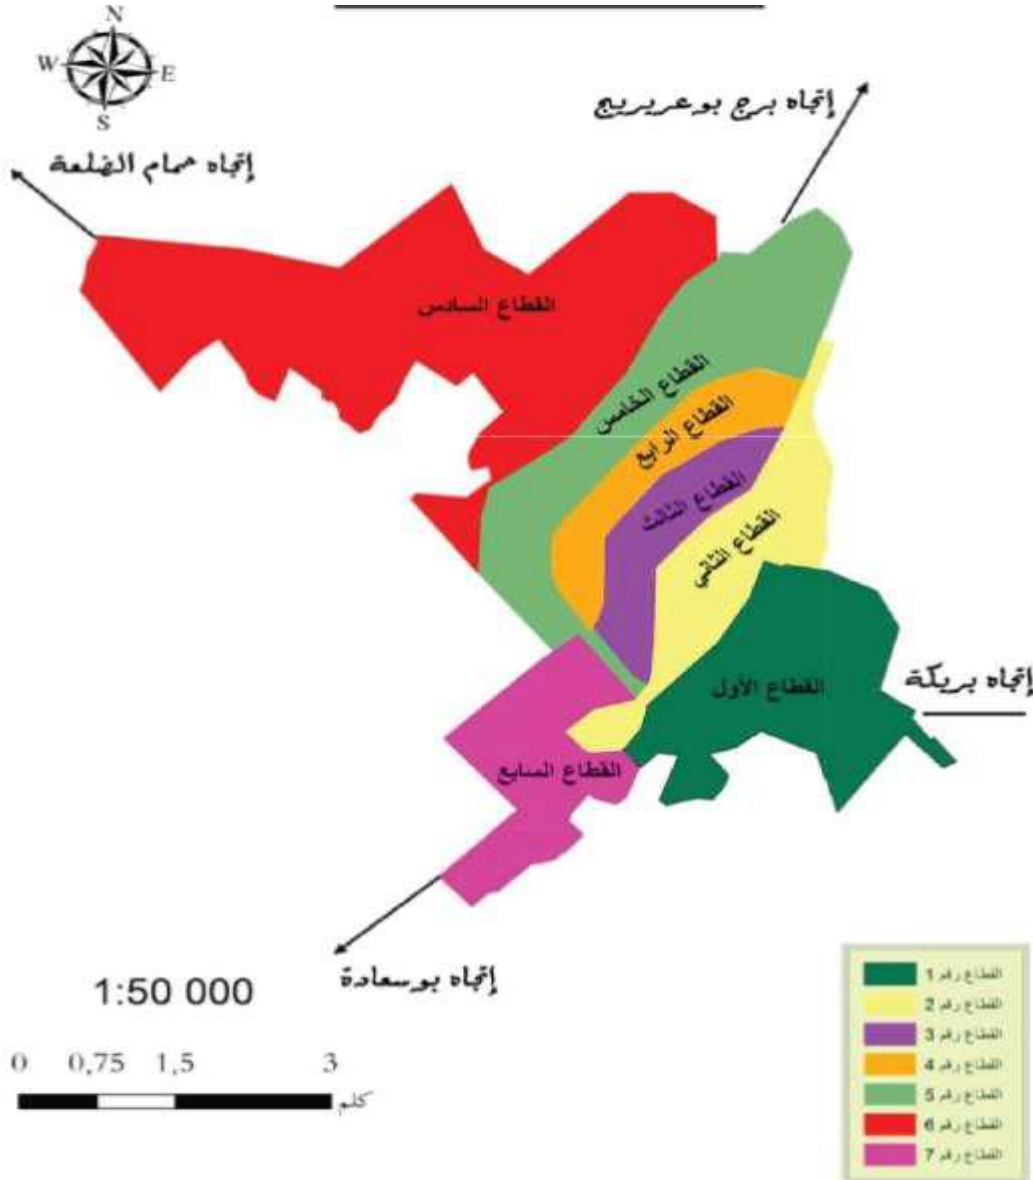 N
W E
S
إتجاه برج بوعريريج
إتجاه حمام الضلعة
القطاع السادس
القطاع الخامس
القطاع الرابع
القطاع الثالث
القطاع الثاني
القطاع الأول
إتجاه بريكة
القطاع السابع
إتجاه بوسعادة
1:50 000
0 0,75 1,5 3
كلم
القطاع رقم 1
القطاع رقم 2
القطاع رقم 3
القطاع رقم 4
القطاع رقم 5
القطاع رقم 6
القطاع رقم 7